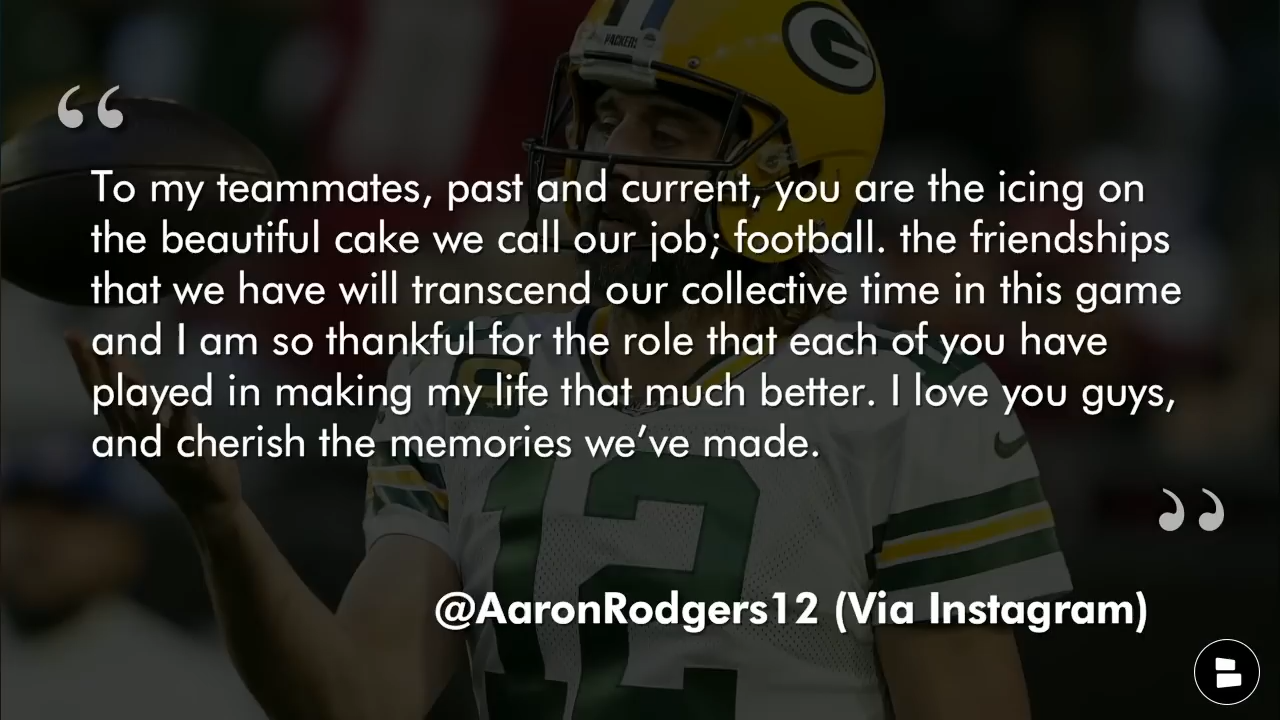 PACKERS
G
“
To my teammates, past and current, you are the icing on
the beautiful cake we call our job; football. the friendships
that we have will transcend our collective time in this game
and I am so thankful for the role that each of you have
played in making my life that much better. I love you guys,
and cherish the memories we’ve made.
”
12
@AaronRodgers12 (Via Instagram)